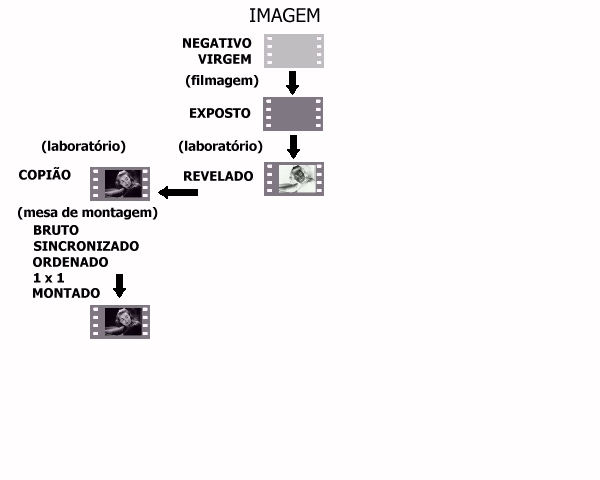 IMAGEM
NEGATIVO
VIRGEM
(filmagem)
EXPOSTO
(laboratório)
(laboratório)
COPIÃO
REVELADO
(mesa de montagem)
BRUTO
SINCRONIZADO
ORDENADO
1 x 1
MONTADO